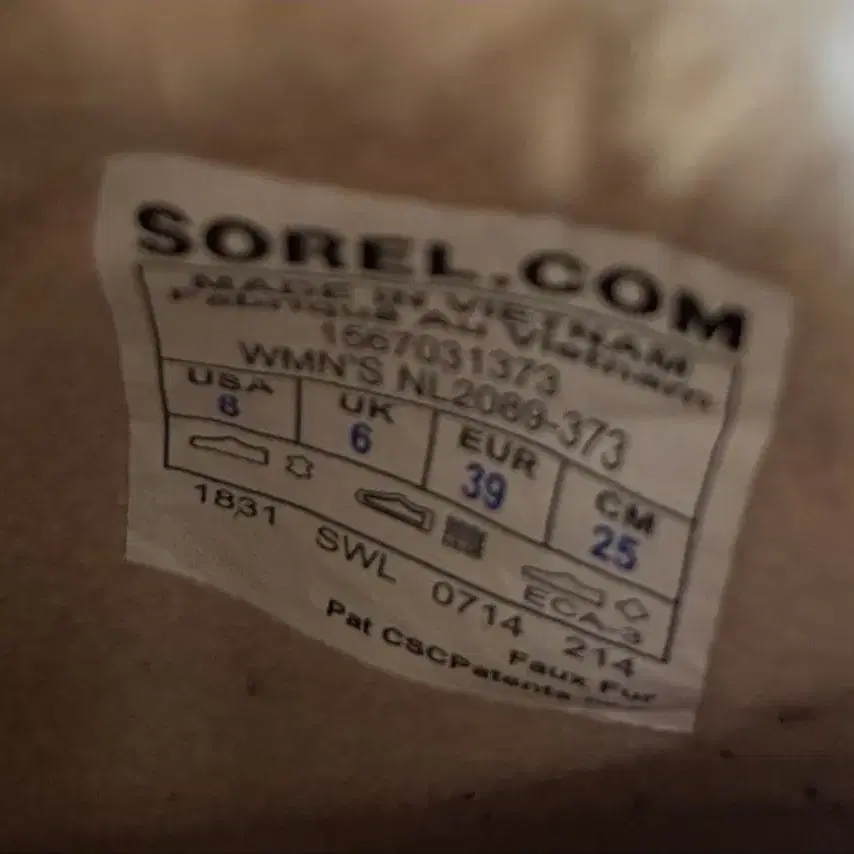 SOREL.COM
MADE IN VIETNAM
Fabriqué Au Vietnam
1567031373
WMN'S NL2089-373
USA UK EUR CM
8 6 39 25
ECA-3
1831 SWL 0714 214
Faux Fur
Pat CSCPatents